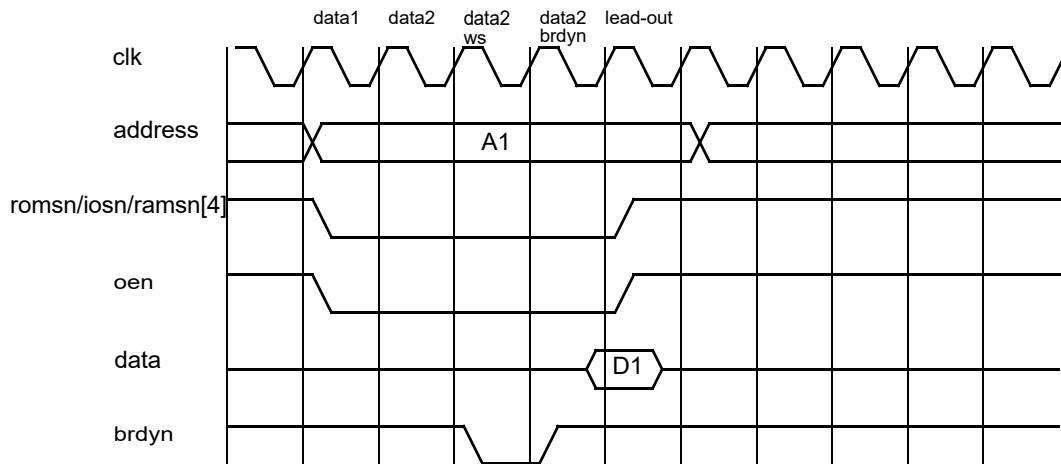 data1 data2 data2 data2 lead-out
ws brdyn
clk
address
A1
romsn/iosn/ramsn[4]
oen
data
D1
brdyn